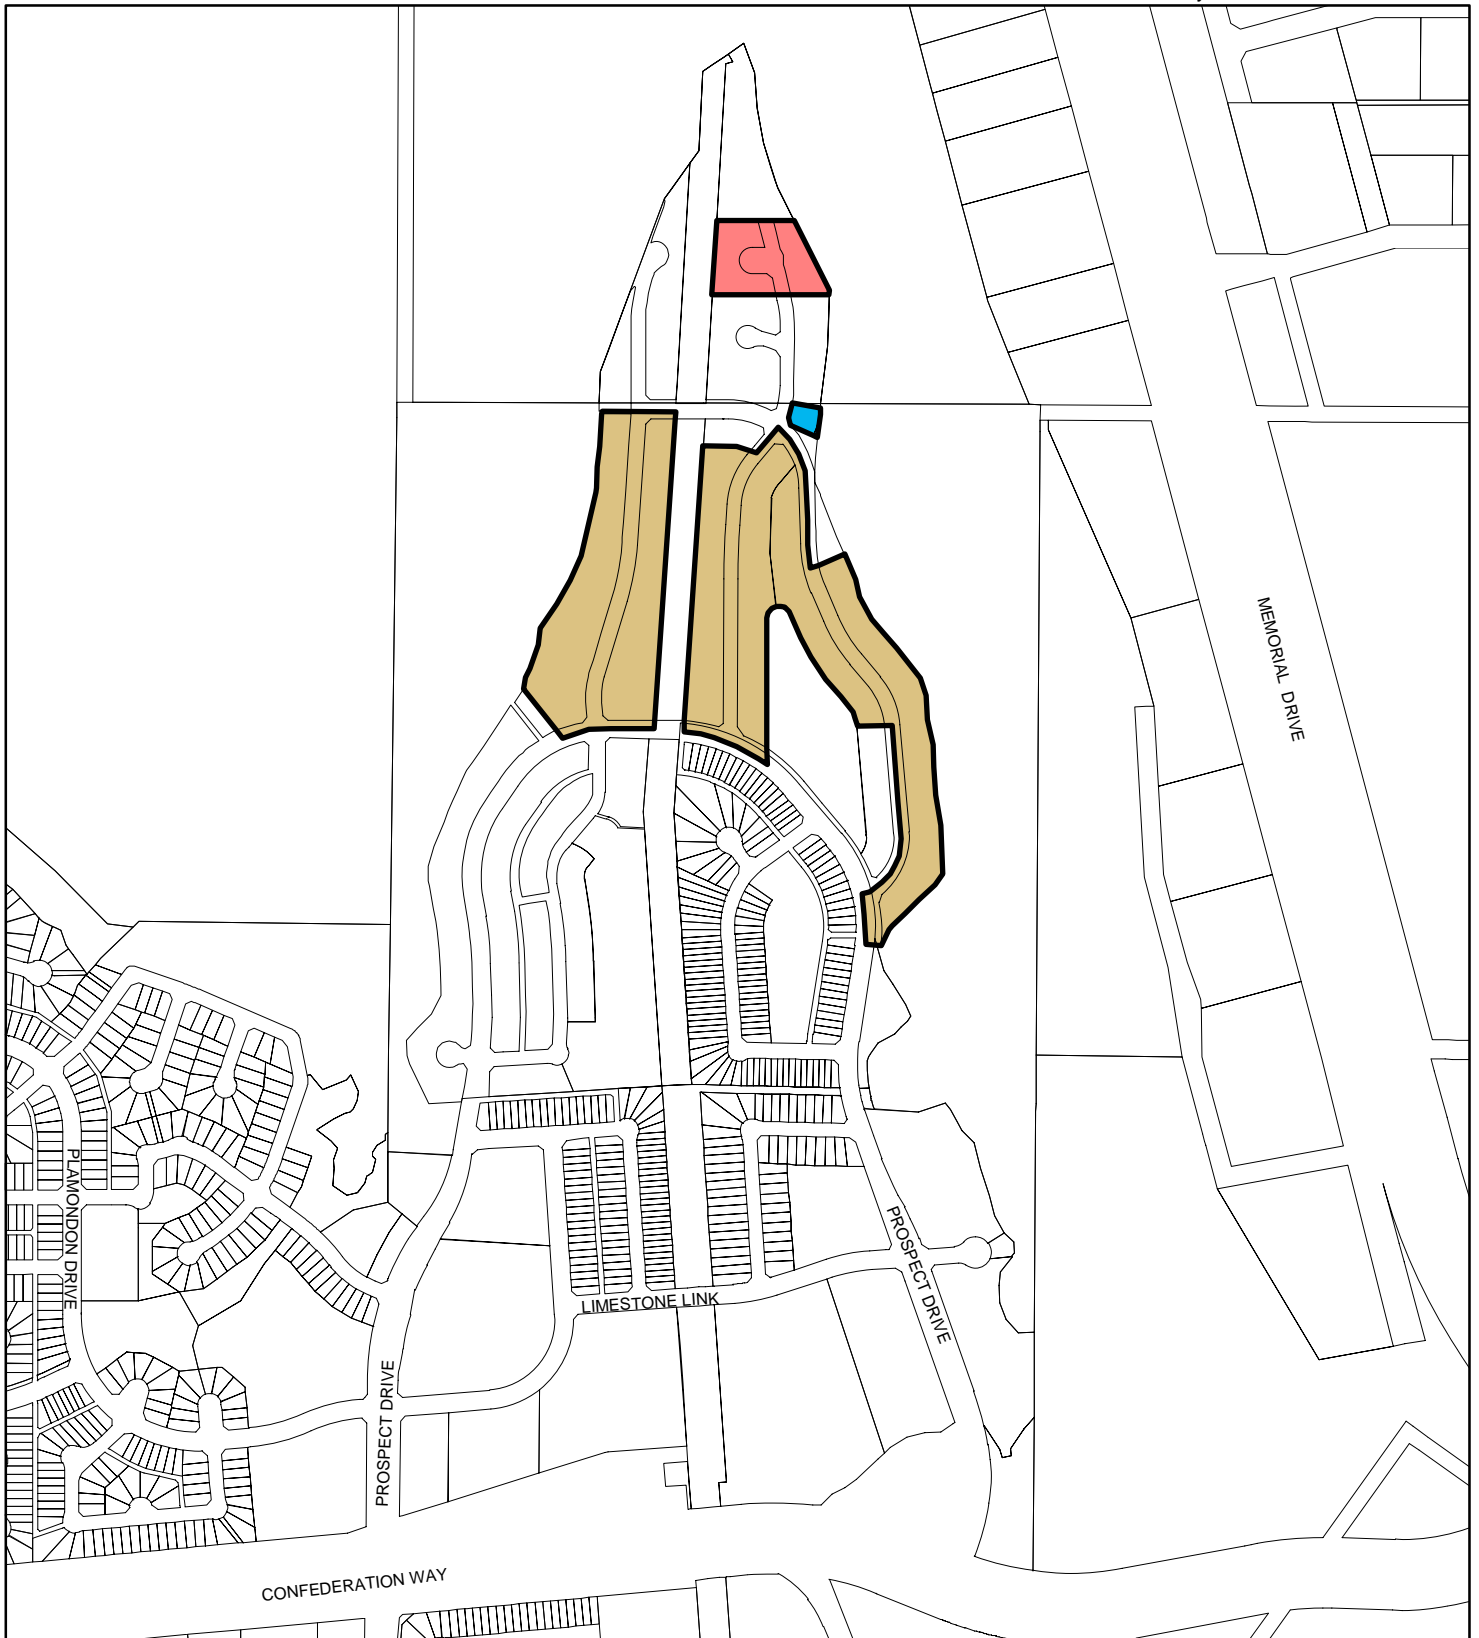 MEMORIAL DRIVE
PLAMONDON DRIVE
PROSPECT DRIVE
LIMESTONE LINK
PROSPECT DRIVE
CONFEDERATION WAY